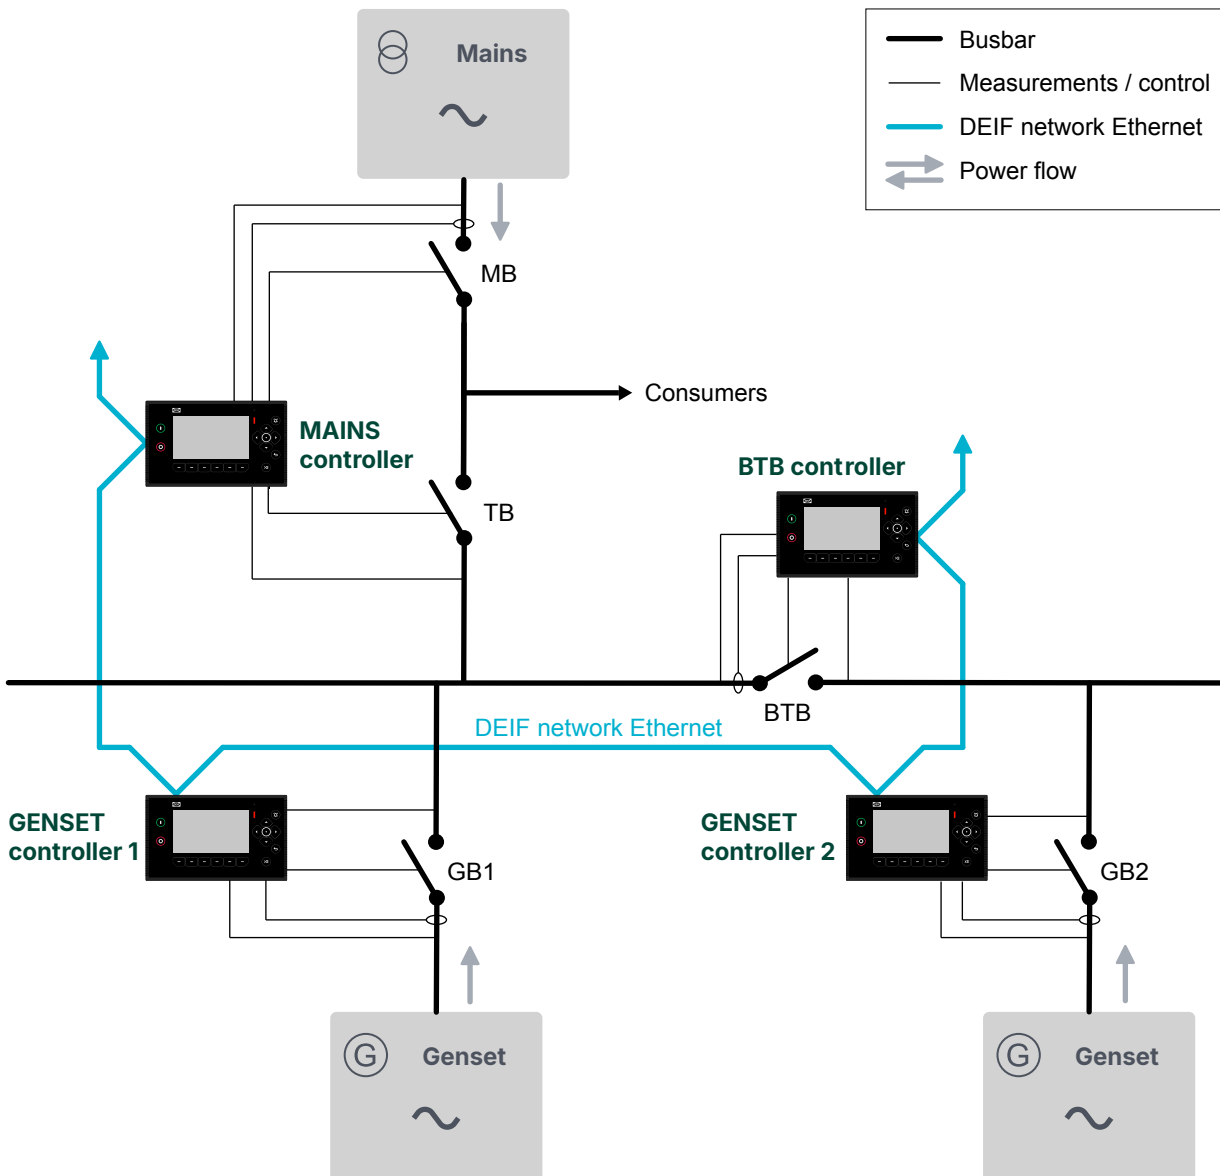 Mains
Busbar
Measurements / control
DEIF network Ethernet
Power flow
MB
Consumers
MAINS
controller
TB
BTB controller
BTB
DEIF network Ethernet
GENSET
controller 1
GB1
GENSET
controller 2
GB2
G
Genset
G
Genset